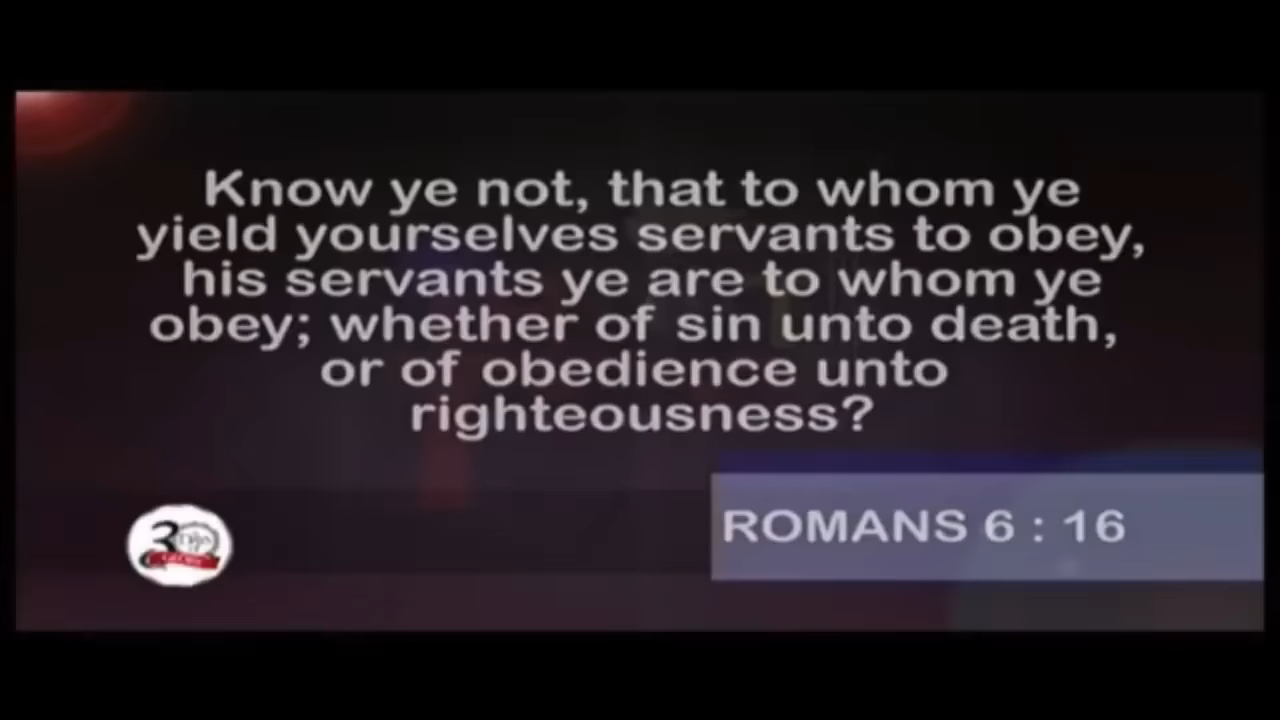 Know ye not, that to whom ye
yield yourselves servants to obey,
his servants ye are to whom ye
obey; whether of sin unto death,
or of obedience unto
righteousness?
ROMANS 6 : 16
3